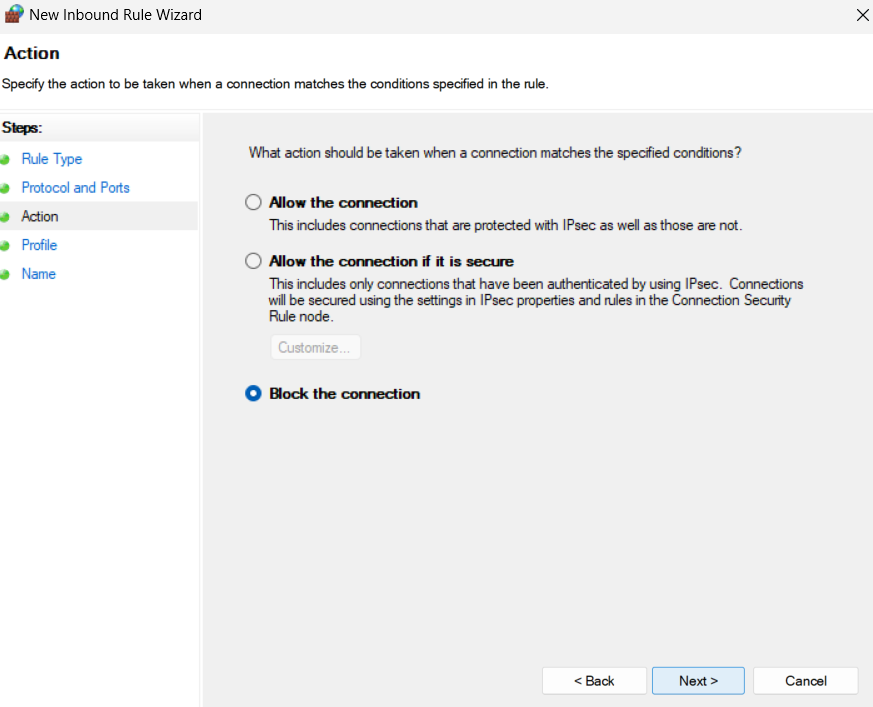 New Inbound Rule Wizard
Action
Specify the action to be taken when a connection matches the conditions specified in the rule.
Steps:
Rule Type
Protocol and Ports
Action
Profile
Name
What action should be taken when a connection matches the specified conditions?
Allow the connection
This includes connections that are protected with IPsec as well as those are not.
Allow the connection if it is secure
This includes only connections that have been authenticated by using IPsec.  Connections
will be secured using the settings in IPsec properties and rules in the Connection Security
Rule node.
Customize...
Block the connection
< Back
Next >
Cancel